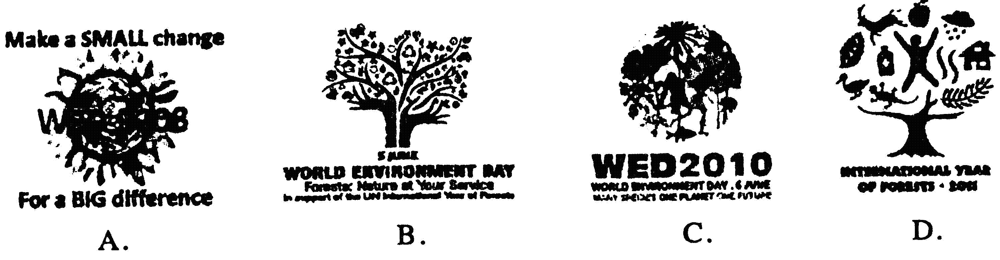 Make a SMALL change
For a BIG difference
A.
5 JUNE
WORLD ENVIRONMENT DAY
Forests: Nature at Your Service
In support of the UN International Year of Forests
B.
WED2010
WORLD ENVIRONMENT DAY . 5 JUNE
MANY SPECIES ONE PLANET ONE FUTURE
C.
INTERNATIONAL YEAR
OF FORESTS • 2011
D.